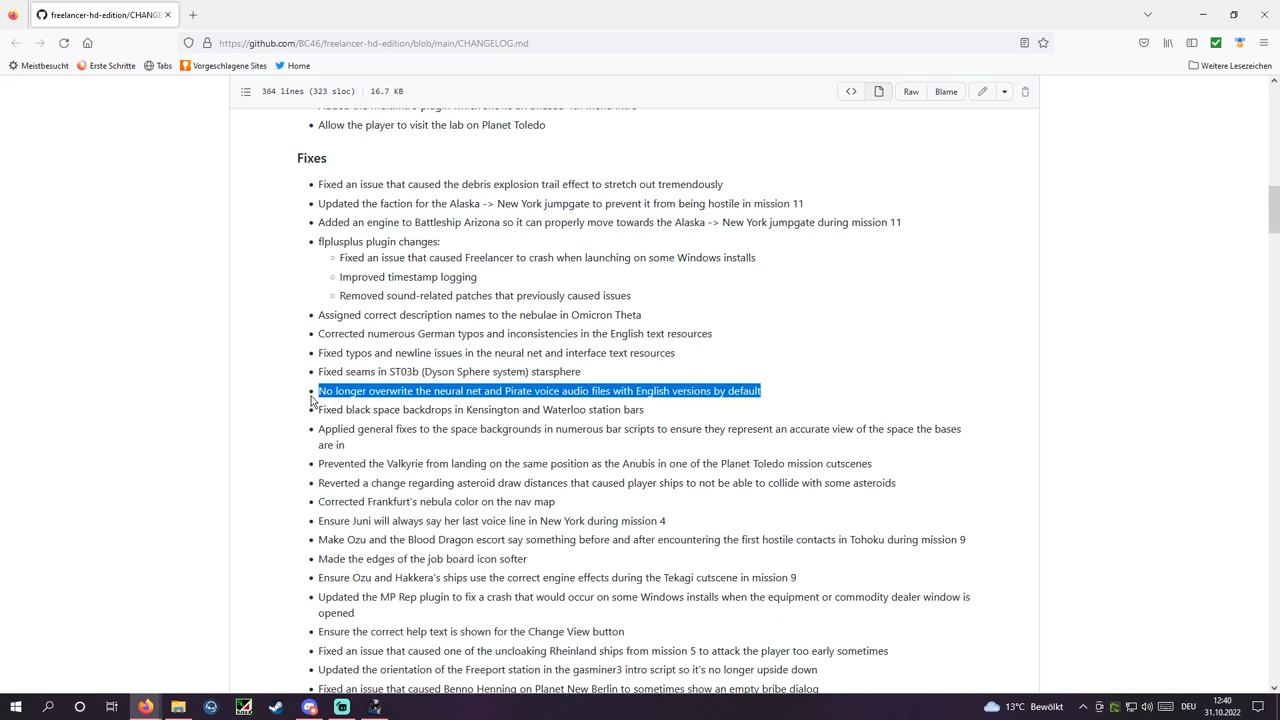 freelancer-hd-edition/CHANGEL
https://github.com/BC46/freelancer-hd-edition/blob/main/CHANGELOG.md
Meistbesucht Erste Schritte Tabs Vorgeschlagene Sites Home Weitere Lesezeichen
364 lines (323 sloc) 16.7 KB Raw Blame
Allow the player to visit the lab on Planet Toledo
Fixes
Fixed an issue that caused the debris explosion trail effect to stretch out tremendously
Updated the faction for the Alaska -> New York jumpgate to prevent it from being hostile in mission 11
Added an engine to Battleship Arizona so it can properly move towards the Alaska -> New York jumpgate during mission 11
flplusplus plugin changes:
Fixed an issue that caused Freelancer to crash when launching on some Windows installs
Improved timestamp logging
Removed sound-related patches that previously caused issues
Assigned correct description names to the nebulae in Omicron Theta
Corrected numerous German typos and inconsistencies in the English text resources
Fixed typos and newline issues in the neural net and interface text resources
Fixed seams in ST03b (Dyson Sphere system) starsphere
No longer overwrite the neural net and Pirate voice audio files with English versions by default
Fixed black space backdrops in Kensington and Waterloo station bars
Applied general fixes to the space backgrounds in numerous bar scripts to ensure they represent an accurate view of the space the bases
are in
Prevented the Valkyrie from landing on the same position as the Anubis in one of the Planet Toledo mission cutscenes
Reverted a change regarding asteroid draw distances that caused player ships to not be able to collide with some asteroids
Corrected Frankfurt's nebula color on the nav map
Ensure Juni will always say her last voice line in New York during mission 4
Make Ozu and the Blood Dragon escort say something before and after encountering the first hostile contacts in Tohoku during mission 9
Made the edges of the job board icon softer
Ensure Ozu and Hakkera's ships use the correct engine effects during the Tekagi cutscene in mission 9
Updated the MP Rep plugin to fix a crash that would occur on some Windows installs when the equipment or commodity dealer window is
opened
Ensure the correct help text is shown for the Change View button
Fixed an issue that caused one of the uncloaking Rheinland ships from mission 5 to attack the player too early sometimes
Updated the orientation of the Freeport station in the gasminer3 intro script so it's no longer upside down
Fixed an issue that caused Benno Henning on Planet New Berlin to sometimes show an empty bribe dialog
13°C Bewölkt DEU 12:40
31.10.2022